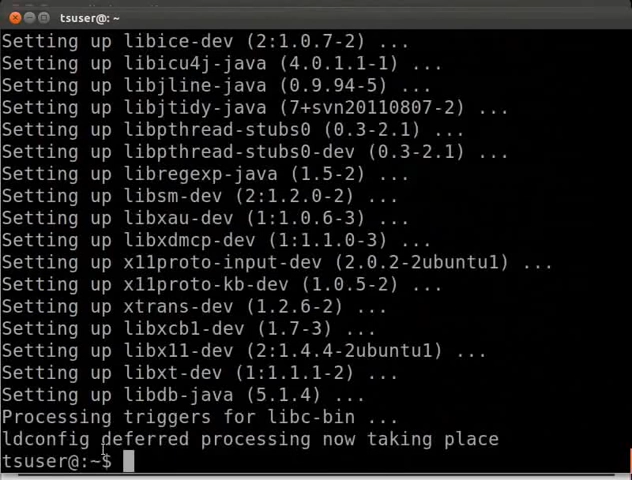 tsuser@: ~
Setting up libice-dev (2:1.0.7-2) ...
Setting up libicu4j-java (4.0.1.1-1) ...
Setting up libjline-java (0.9.94-5) ...
Setting up libjtidy-java (7+svn20110807-2) ...
Setting up libpthread-stubs0 (0.3-2.1) ...
Setting up libpthread-stubs0-dev (0.3-2.1) ...
Setting up libregexp-java (1.5-2) ...
Setting up libsm-dev (2:1.2.0-2) ...
Setting up libxau-dev (1:1.0.6-3) ...
Setting up libxdmcp-dev (1:1.1.0-3) ...
Setting up x11proto-input-dev (2.0.2-2ubuntu1) ...
Setting up x11proto-kb-dev (1.0.5-2) ...
Setting up xtrans-dev (1.2.6-2) ...
Setting up libxcb1-dev (1.7-3) ...
Setting up libx11-dev (2:1.4.4-2ubuntu1) ...
Setting up libxt-dev (1:1.1.1-2) ...
Setting up libdb-java (5.1.4) ...
Processing triggers for libc-bin ...
ldconfig deferred processing now taking place
tsuser@:~$